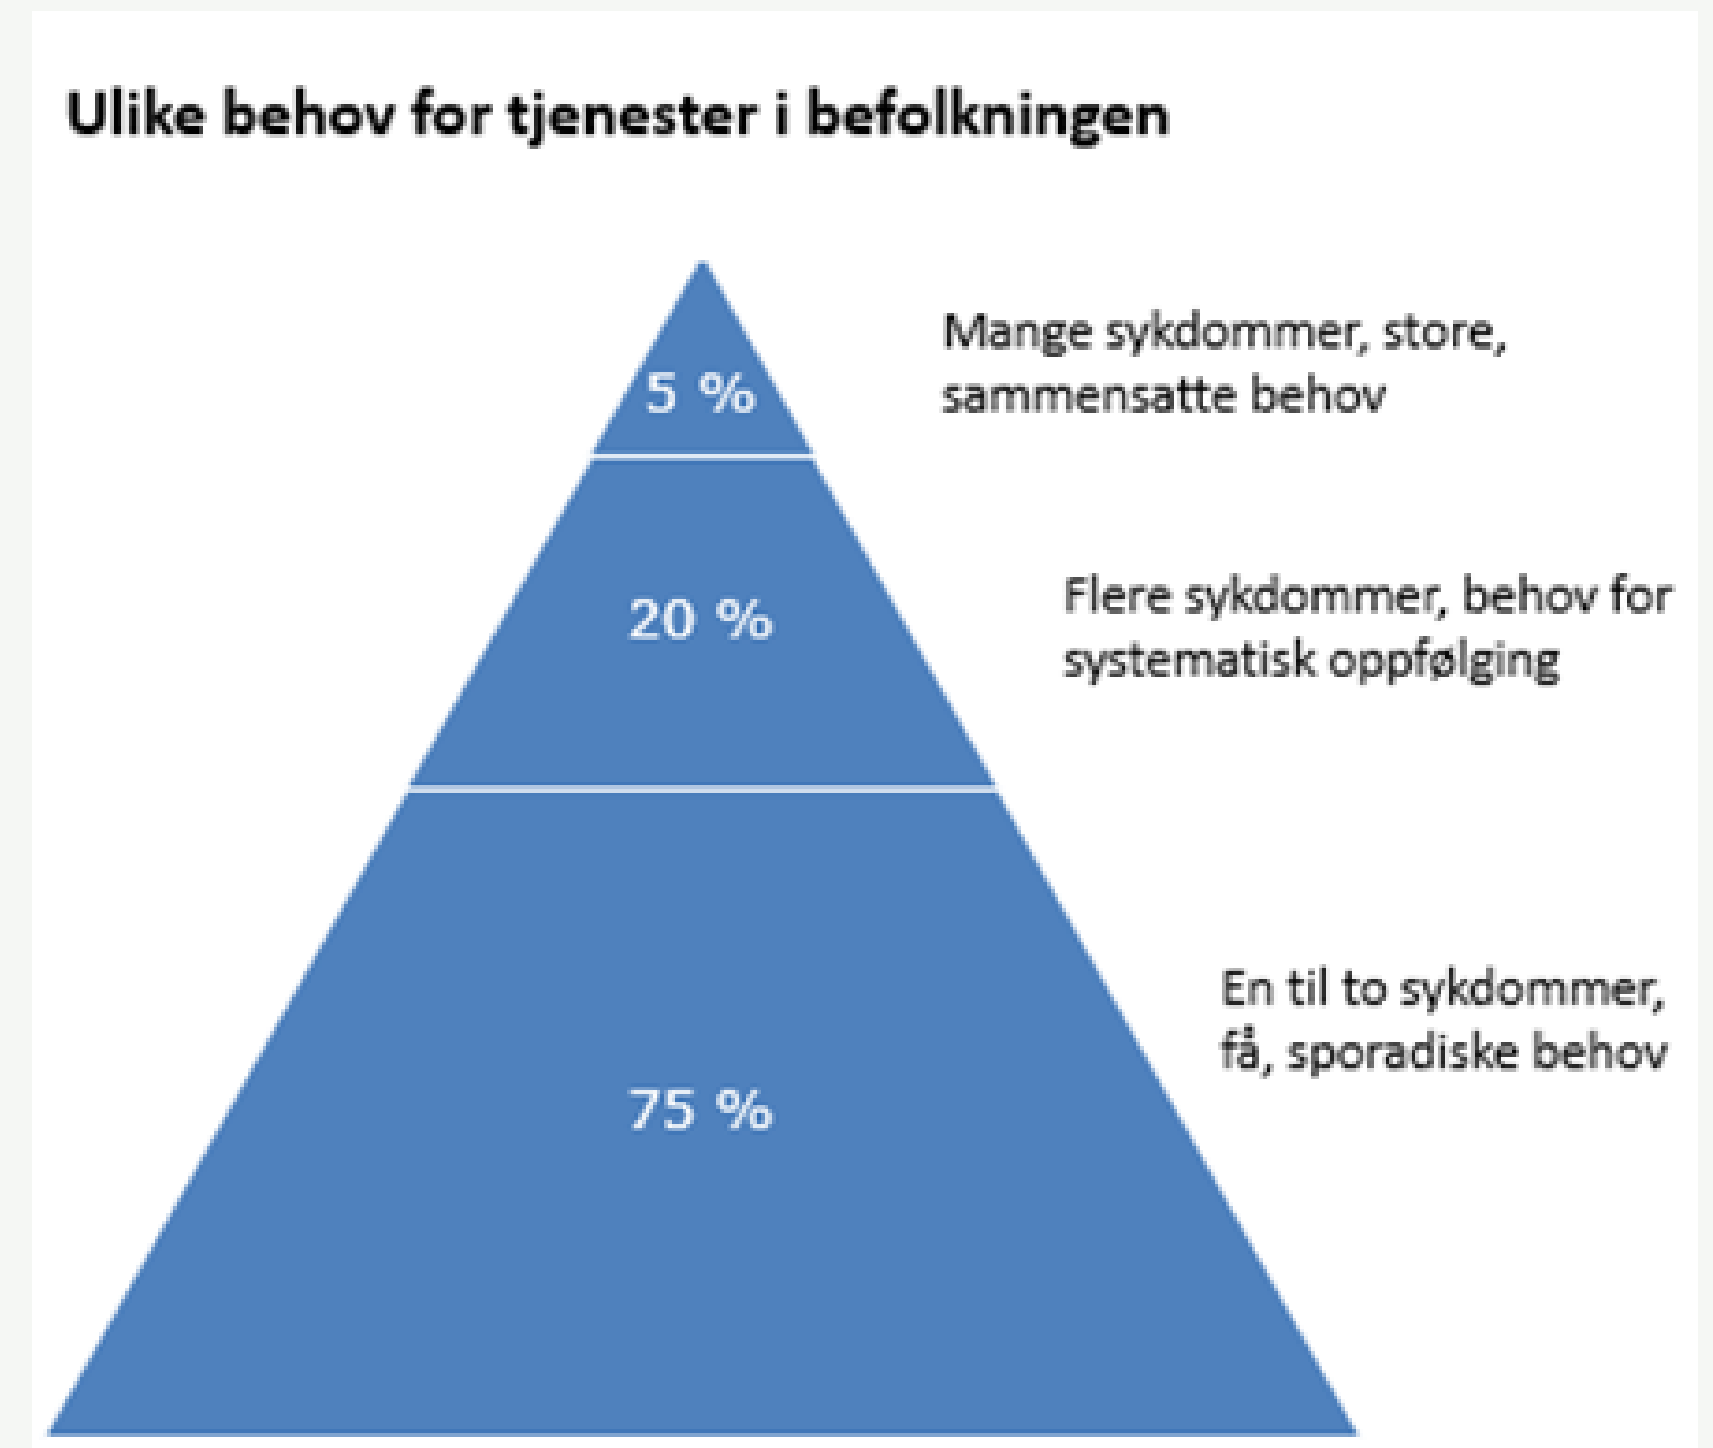 Ulike behov for tjenester i befolkningen
5 %
Mange sykdommer, store,
sammensatte behov
20 %
Flere sykdommer, behov for
systematisk oppfølging
75 %
En til to sykdommer,
få, sporadiske behov